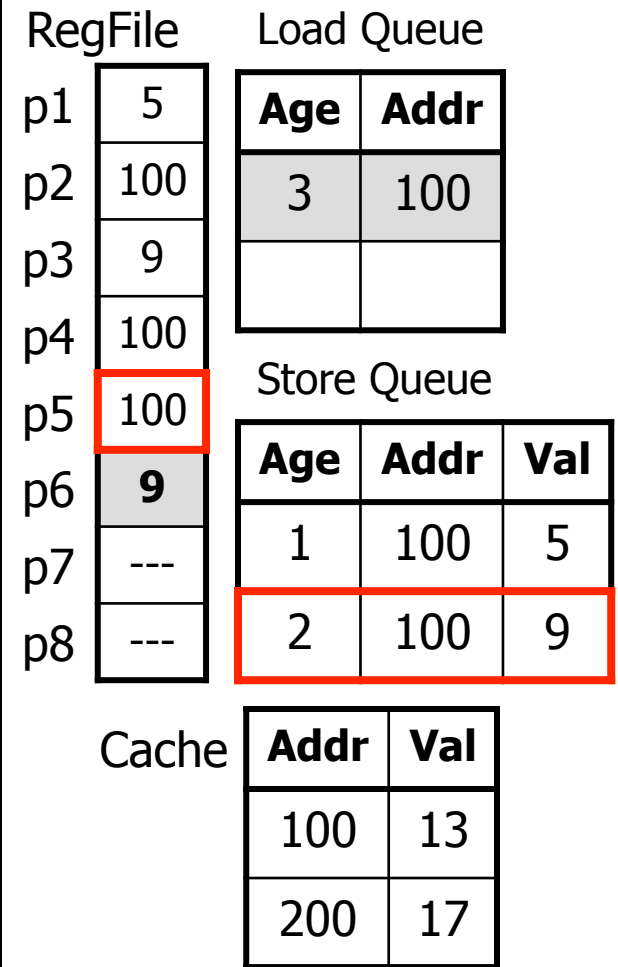 RegFile
p1 5
p2 100
p3 9
p4 100
p5 100
p6 9
p7 ---
p8 ---
Load Queue
Age Addr
3 100
Store Queue
Age Addr Val
1 100 5
2 100 9
Cache
Addr Val
100 13
200 17